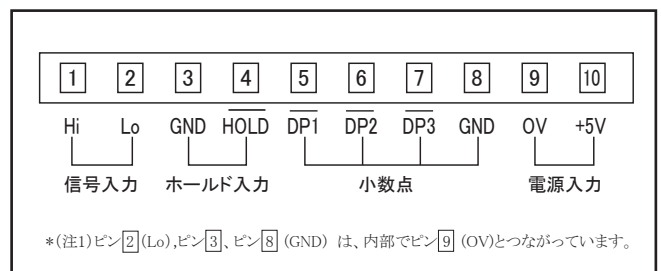 1 2 3 4 5 6 7 8 9 10
Hi Lo GND HOLD DP1 DP2 DP3 GND OV +5V
信号入力 ホールド入力 小数点 電源入力
*(注1)ピン2(Lo),ピン3、ピン8 (GND) は、内部でピン9 (OV)とつながっています。